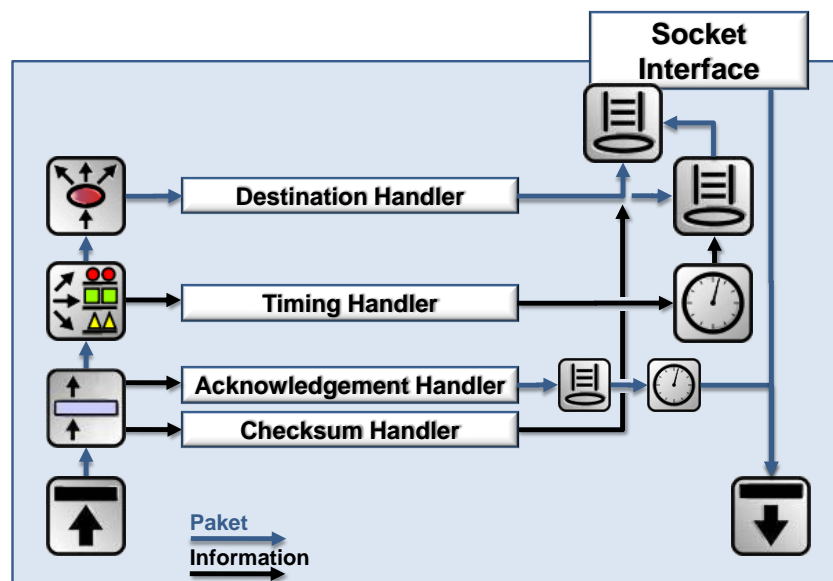 Socket
Interface
Destination Handler
Timing Handler
Acknowledgement Handler
Checksum Handler
Paket
Information